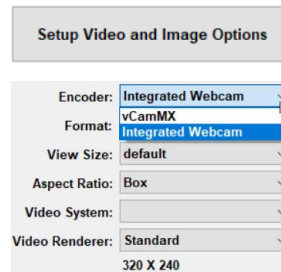 Setup Video and Image Options
Encoder: Integrated Webcam
vCamMX
Format: Integrated Webcam
View Size: default
Aspect Ratio: Box
Video System:
Video Renderer: Standard
320 X 240